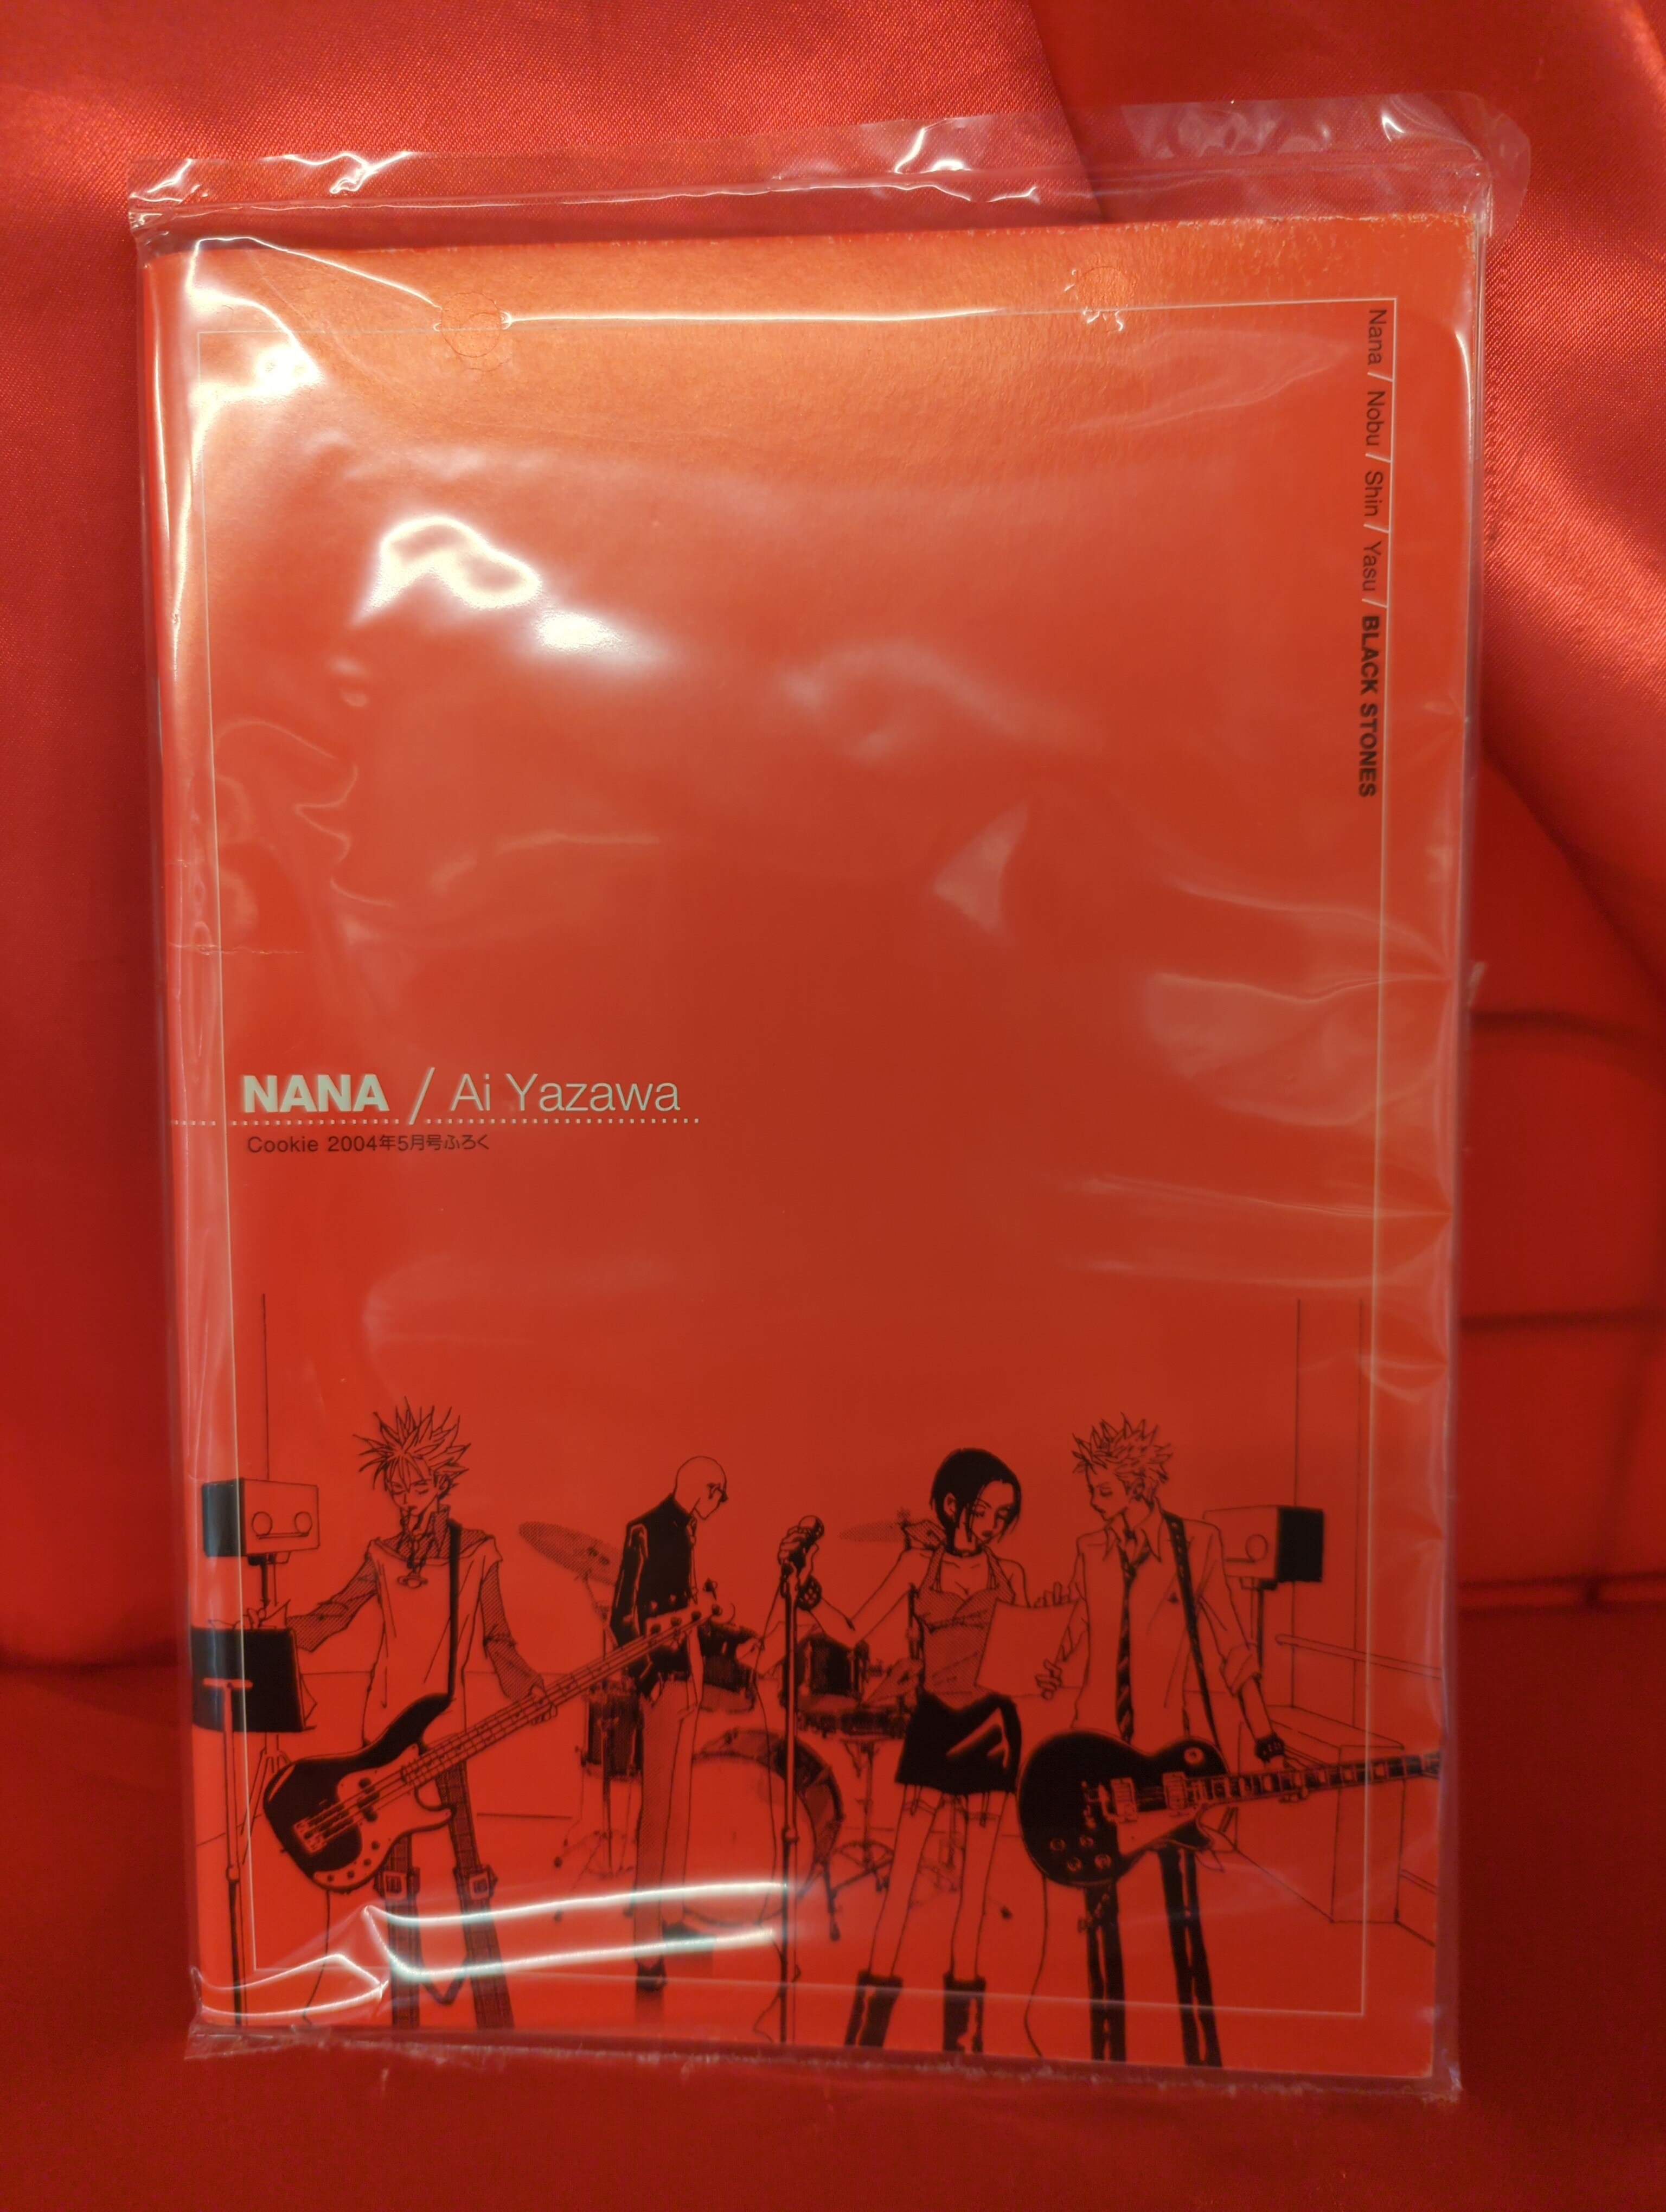 Nana / Nobu / Shin / Yasu / BLACK STONES
NANA / Ai Yazawa
Cookie 2004年5月号ふろく